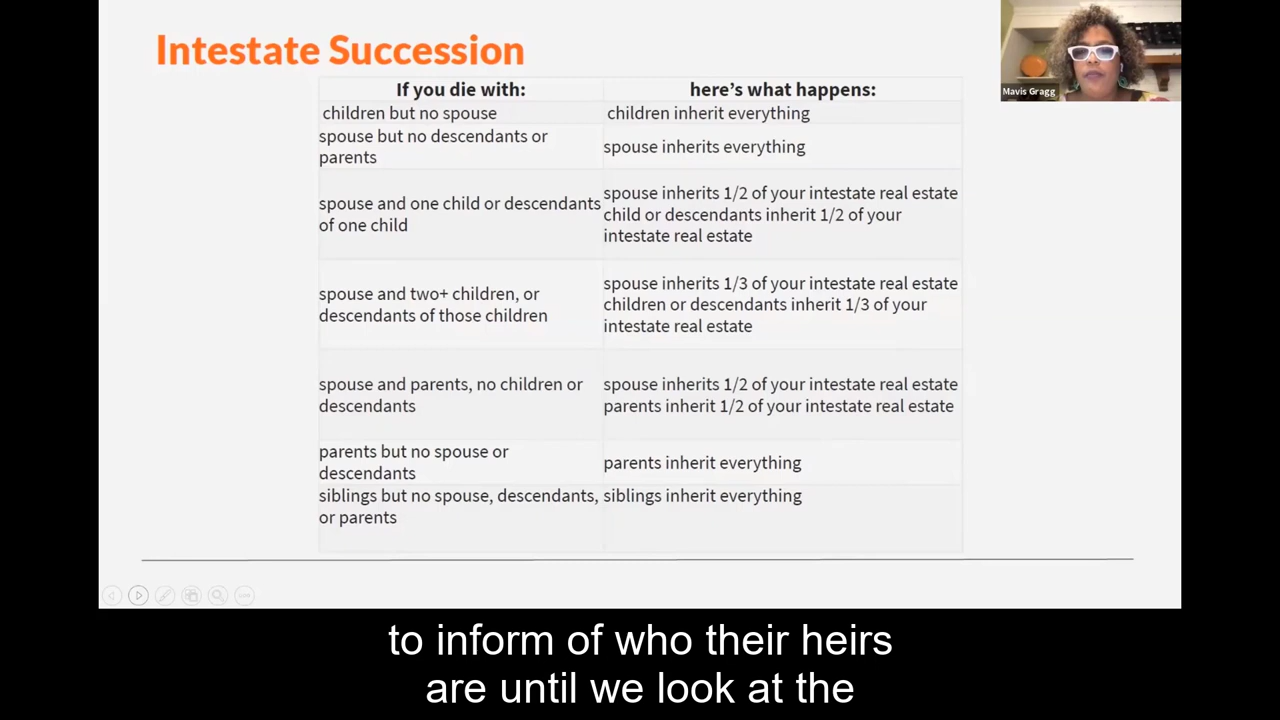 Intestate Succession
If you die with:
here's what happens:
children but no spouse
children inherit everything
spouse but no descendants or
parents
spouse inherits everything
spouse and one child or descendants
of one child
spouse inherits 1/2 of your intestate real estate
child or descendants inherit 1/2 of your
intestate real estate
spouse and two+ children, or
descendants of those children
spouse inherits 1/3 of your intestate real estate
children or descendants inherit 1/3 of your
intestate real estate
spouse and parents, no children or
descendants
spouse inherits 1/2 of your intestate real estate
parents inherit 1/2 of your intestate real estate
parents but no spouse or
descendants
parents inherit everything
siblings but no spouse, descendants,
or parents
siblings inherit everything
Mavis Gragg
to inform of who their heirs
are until we look at the